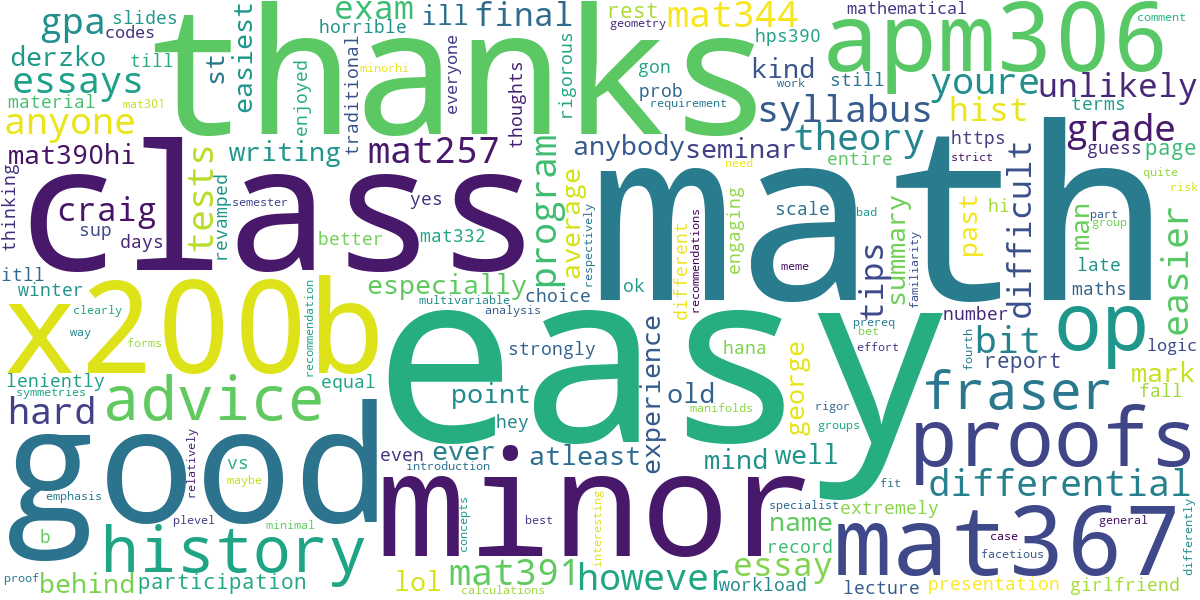 gpa
slides
codes
derzko
till
st
essays
material
mat301
anyone
easiest
thanks
horrible
exam
ill
final
minorhi
enjoyed
traditional
everyone
thoughts
rigorous
rest
geometry
mat344
gon
prob
work
requirement
hps390
kind
apm306
mathematical
comment
still
youre
unlikely
syllabus
hist
terms
theory
https
grade
guess
page
strict
quite
risk
mat390hi
writing
mat257
anybody
seminar
entire
need
thinking
class
craig
sup
days
tests
revamped
semester
yes
better
mat332
program
average
respectively
math
scale
bad
engaging
different
recommendations
meme
tips
summary
familiarity
hi
past
difficult
man
part
group
late
maths
easier
itll
winter
clearly
way
forms
x200b
recommendation
especially
multivariable
analysis
choice
ok
number
prereq
bet
effort
op
logic
leniently
symmetries
equal
strongly
easy
hana
fourth
bit
report
mark
fall
hard
advice
point
hey
experience
old
manifolds
george
rigor
groups
fraser
proofs
good
history
relatively
vs
maybe
emphasis
plevel
minimal
b
even
ever
introduction
atleast
mind
well
fit
differential
minor
concepts
best
interesting
name
record
specialist
extremely
mat367
general
case
facetious
differently
proof
behind
participation
lol
mat391
calculations
however
essay
workload
lecture
presentation
girlfriend